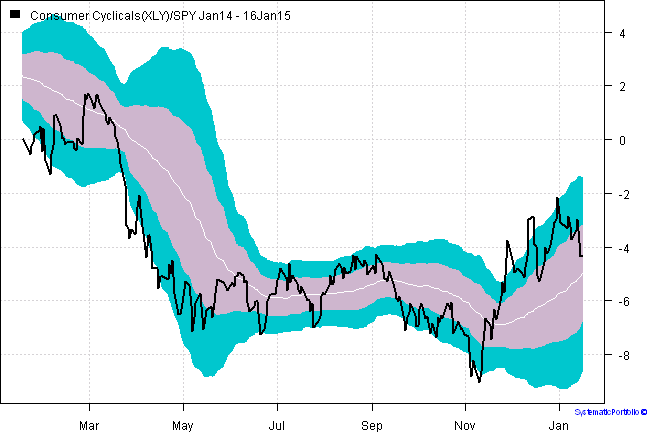 Consumer Cyclicals(XLY)/SPY Jan14 - 16Jan15
4
2
0
-2
-4
-6
-8
Mar May Jul Sep Nov Jan
SystematicPortfolio ©